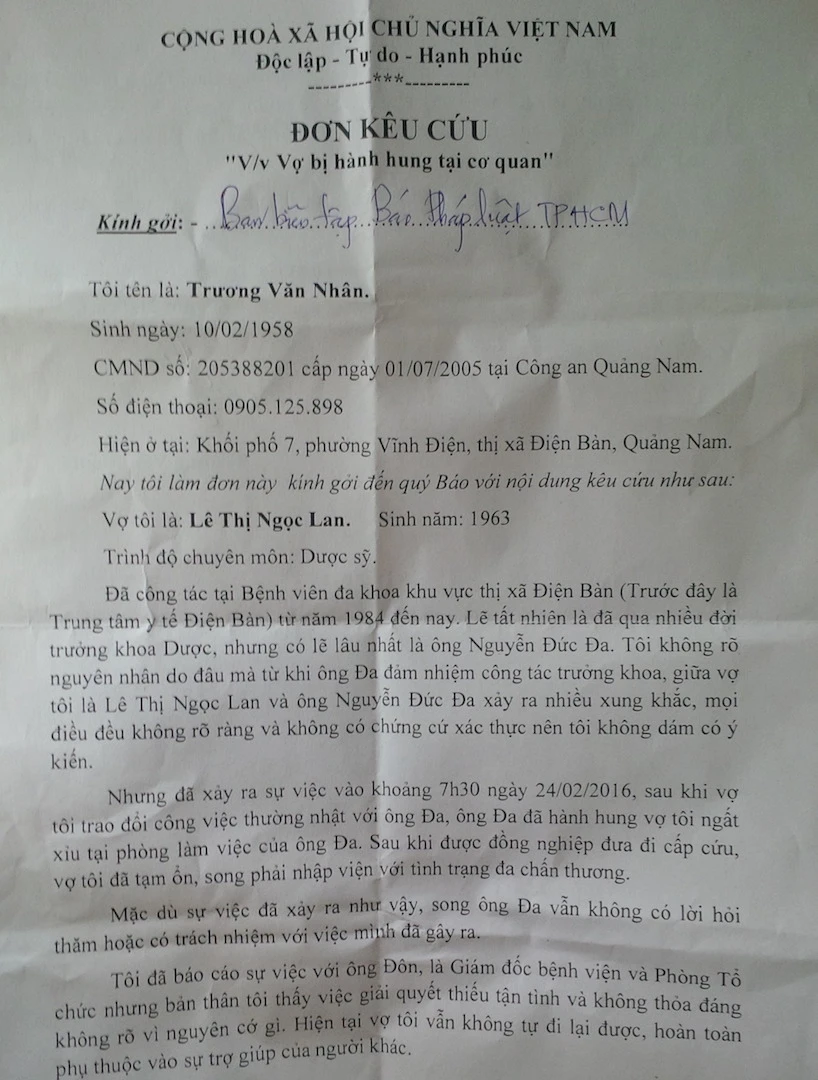 CỘNG HOÀ XÃ HỘI CHỦ NGHĨA VIỆT NAM
Độc lập - Tự do - Hạnh phúc
---------***---------
ĐƠN KÊU CỨU
"V/v Vợ bị hành hung tại cơ quan"
Kính gởi: - Ban biên tập Báo Pháp luật TPHCM
Tôi tên là: Trương Văn Nhân.
Sinh ngày: 10/02/1958
CMND số: 205388201 cấp ngày 01/07/2005 tại Công an Quảng Nam.
Số điện thoại: 0905.125.898
Hiện ở tại: Khối phố 7, phường Vĩnh Điện, thị xã Điện Bàn, Quảng Nam.
Nay tôi làm đơn này kính gởi đến quý Báo với nội dung kêu cứu như sau:
Vợ tôi là: Lê Thị Ngọc Lan. Sinh năm: 1963
Trình độ chuyên môn: Dược sỹ.
Đã công tác tại Bệnh viên đa khoa khu vực thị xã Điện Bàn (Trước đây là
Trung tâm y tế Điện Bàn) từ năm 1984 đến nay. Lẽ tất nhiên là đã qua nhiều đời
trưởng khoa Dược, nhưng có lẽ lâu nhất là ông Nguyễn Đức Đa. Tôi không rõ
nguyên nhân do đâu mà từ khi ông Đa đảm nhiệm công tác trưởng khoa, giữa vợ
tôi là Lê Thị Ngọc Lan và ông Nguyễn Đức Đa xảy ra nhiều xung khắc, mọi
điều đều không rõ ràng và không có chứng cứ xác thực nên tôi không dám có ý
kiến.
Nhưng đã xảy ra sự việc vào khoảng 7h30 ngày 24/02/2016, sau khi vợ
tôi trao đổi công việc thường nhật với ông Đa, ông Đa đã hành hung vợ tôi ngất
xỉu tại phòng làm việc của ông Đa. Sau khi được đồng nghiệp đưa đi cấp cứu,
vợ tôi đã tạm ổn, song phải nhập viện với tình trạng đa chấn thương.
Mặc dù sự việc đã xảy ra như vậy, song ông Đa vẫn không có lời hỏi
thăm hoặc có trách nhiệm với việc mình đã gây ra.
Tôi đã báo cáo sự việc với ông Đôn, là Giám đốc bệnh viện và Phòng Tổ
chức nhưng bản thân tôi thấy việc giải quyết thiếu tận tình và không thỏa đáng
không rõ vì nguyên cớ gì. Hiện tại vợ tôi vẫn không tự đi lại được, hoàn toàn
phụ thuộc vào sự trợ giúp của người khác.